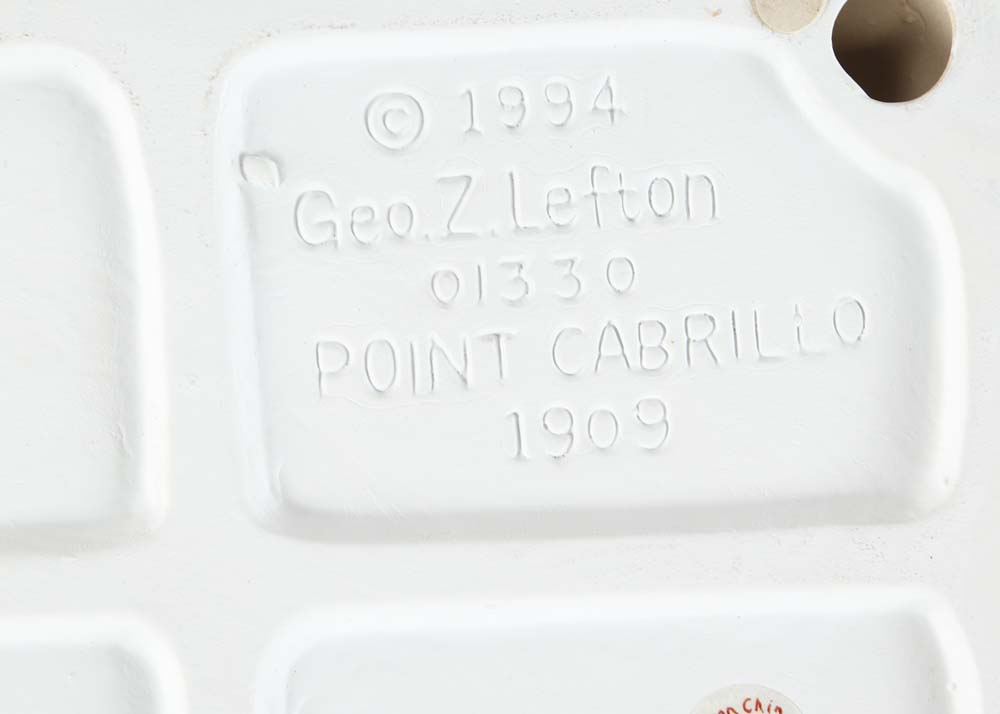 © 1994
Geo. Z. Lefton
01330
POINT CABRILLO
1909